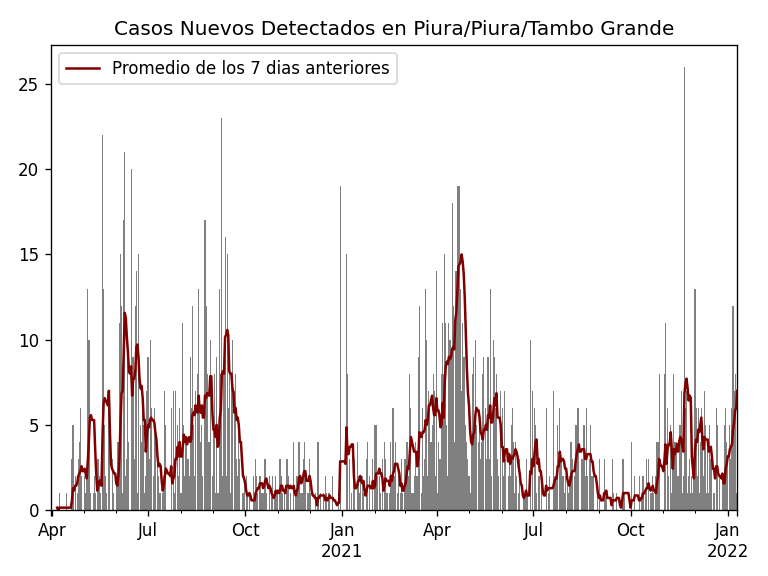 Casos Nuevos Detectados en Piura/Piura/Tambo Grande
Promedio de los 7 dias anteriores
25
20
15
10
5
0
Apr Jul Oct Jan Apr Jul Oct Jan
2021 2022